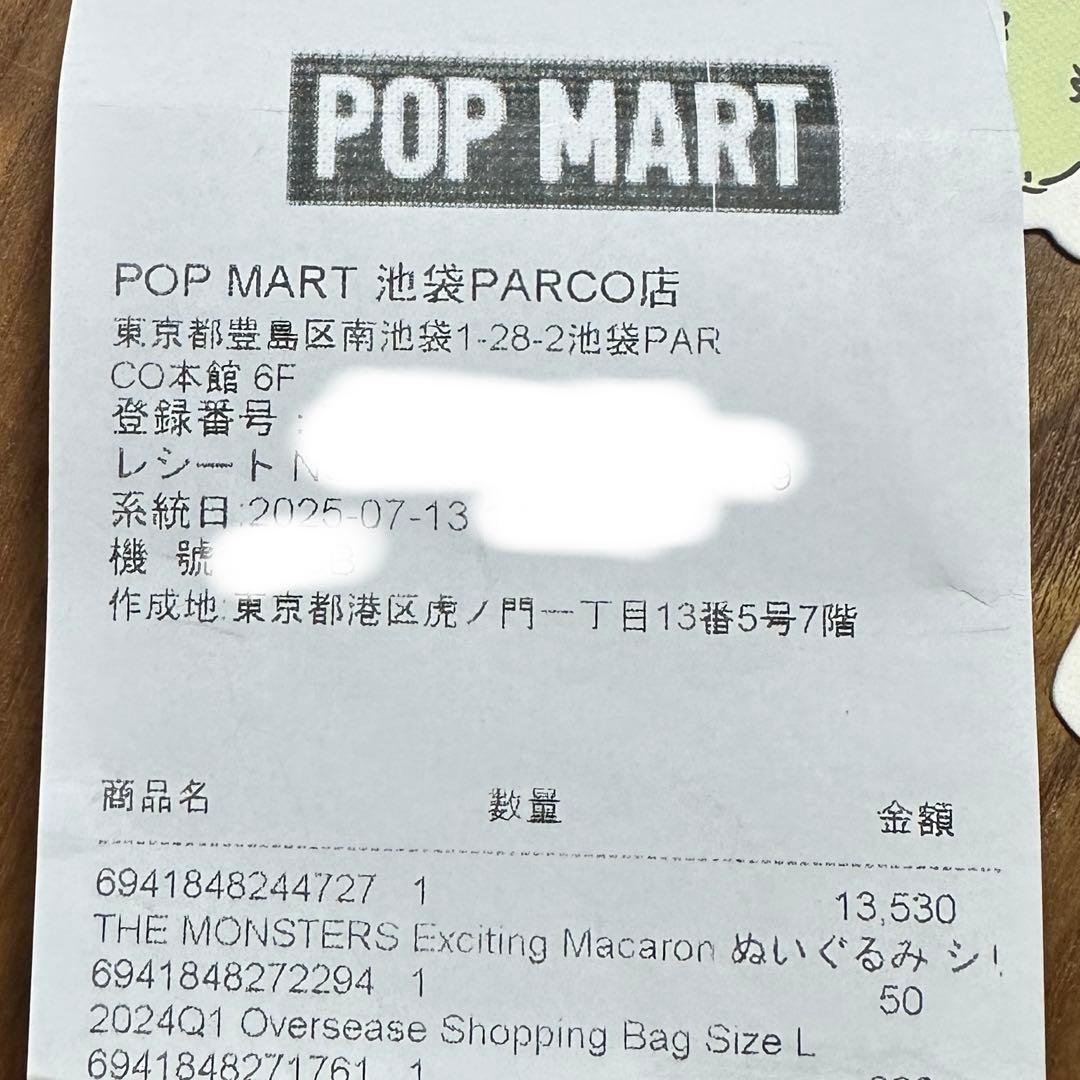 POP MART
POP MART 池袋PARCO店
東京都豊島区南池袋1-28-2池袋PAR
CO本館 6F
登録番号:
レシート N
系統日:2025-07-13
機 號
作成地:東京都港区虎ノ門一丁目13番5号7階
商品名 数量 金額
6941848244727 1 13,530
THE MONSTERS Exciting Macaron ぬいぐるみ シ
6941848272294 1 50
2024Q1 Oversease Shopping Bag Size L
6941848271761 1